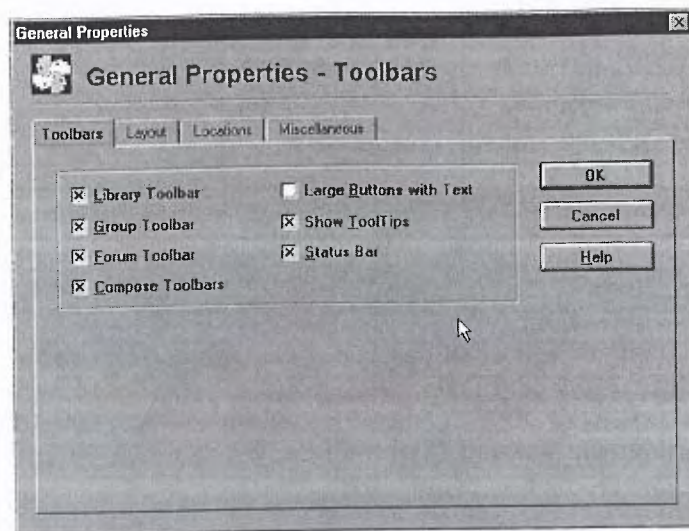 General Properties
General Properties - Toolbars
Toolbars Layout Locations Miscellaneous
Library Toolbar
Group Toolbar
Forum Toolbar
Compose Toolbars
Large Buttons with Text
Show ToolTips
Status Bar
OK
Cancel
Help